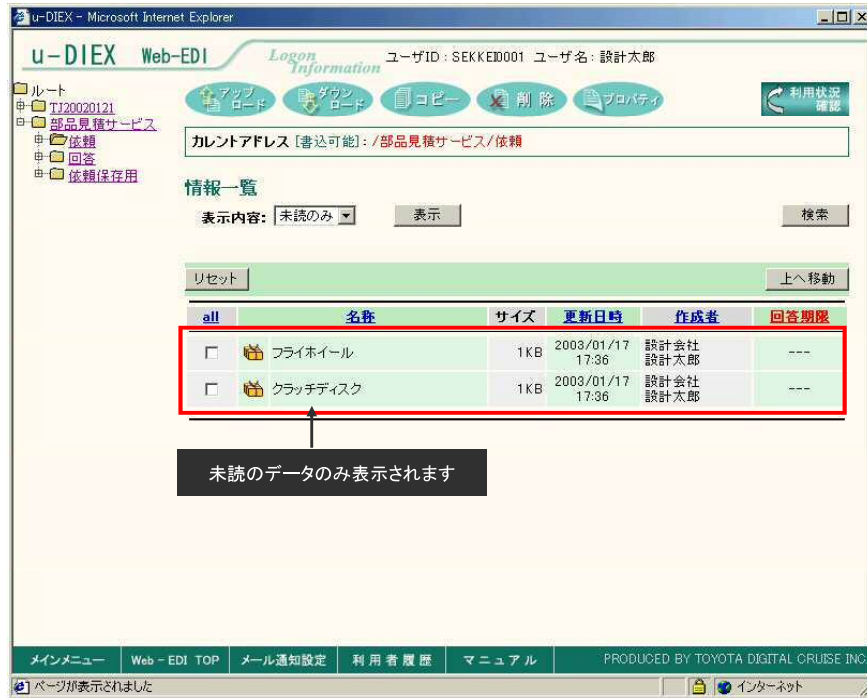 u-DIEX - Microsoft Internet Explorer
u-DIEX Web-EDI Logon Information ユーザID:SEKKEI0001 ユーザ名:設計太郎
ルート
TJ20020121
部品見積サービス
依頼
回答
依頼保存用
アップロード ダウンロード コピー 削除 プロパティ 利用状況確認
カレントアドレス [書込可能]:/部品見積サービス/依頼
情報一覧
表示内容: 未読のみ 表示 検索
リセット 上へ移動
all 名称 サイズ 更新日時 作成者 回答期限
フライホイール 1KB 2003/01/17 17:36 設計会社 設計太郎 ---
クラッチディスク 1KB 2003/01/17 17:36 設計会社 設計太郎 ---
未読のデータのみ表示されます
メインメニュー Web-EDI TOP メール通知設定 利用者履歴 マニュアル PRODUCED BY TOYOTA DIGITAL CRUISE INC.
ページが表示されました インターネット